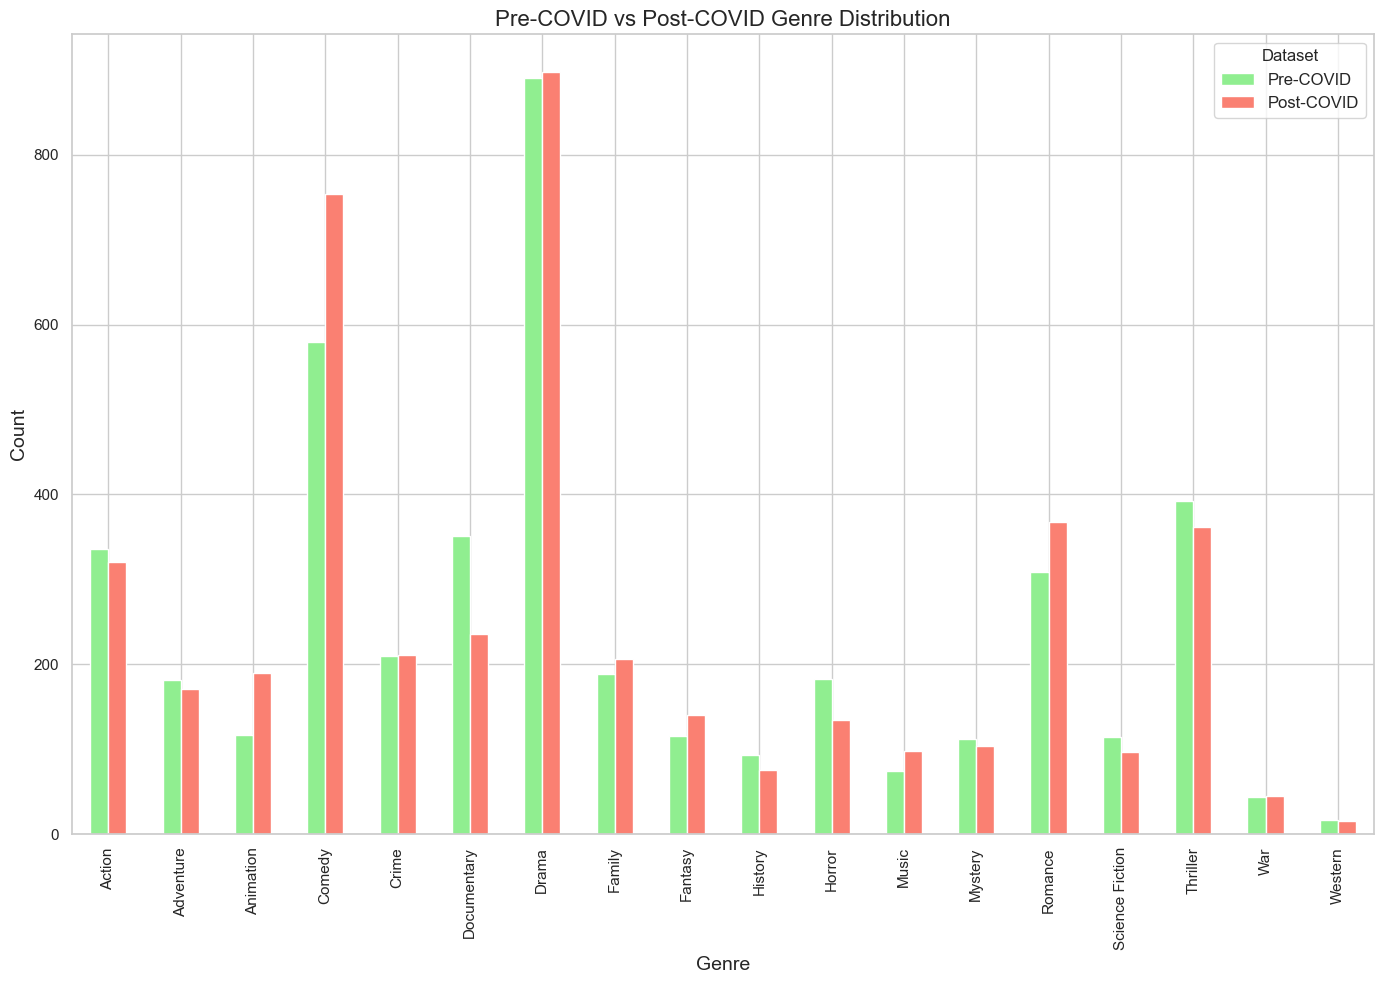 Pre-COVID vs Post-COVID Genre Distribution
Dataset
Pre-COVID
Post-COVID
Count
800
600
400
200
0
Action
Adventure
Animation
Comedy
Crime
Documentary
Drama
Family
Fantasy
History
Horror
Music
Mystery
Romance
Science Fiction
Thriller
War
Western
Genre